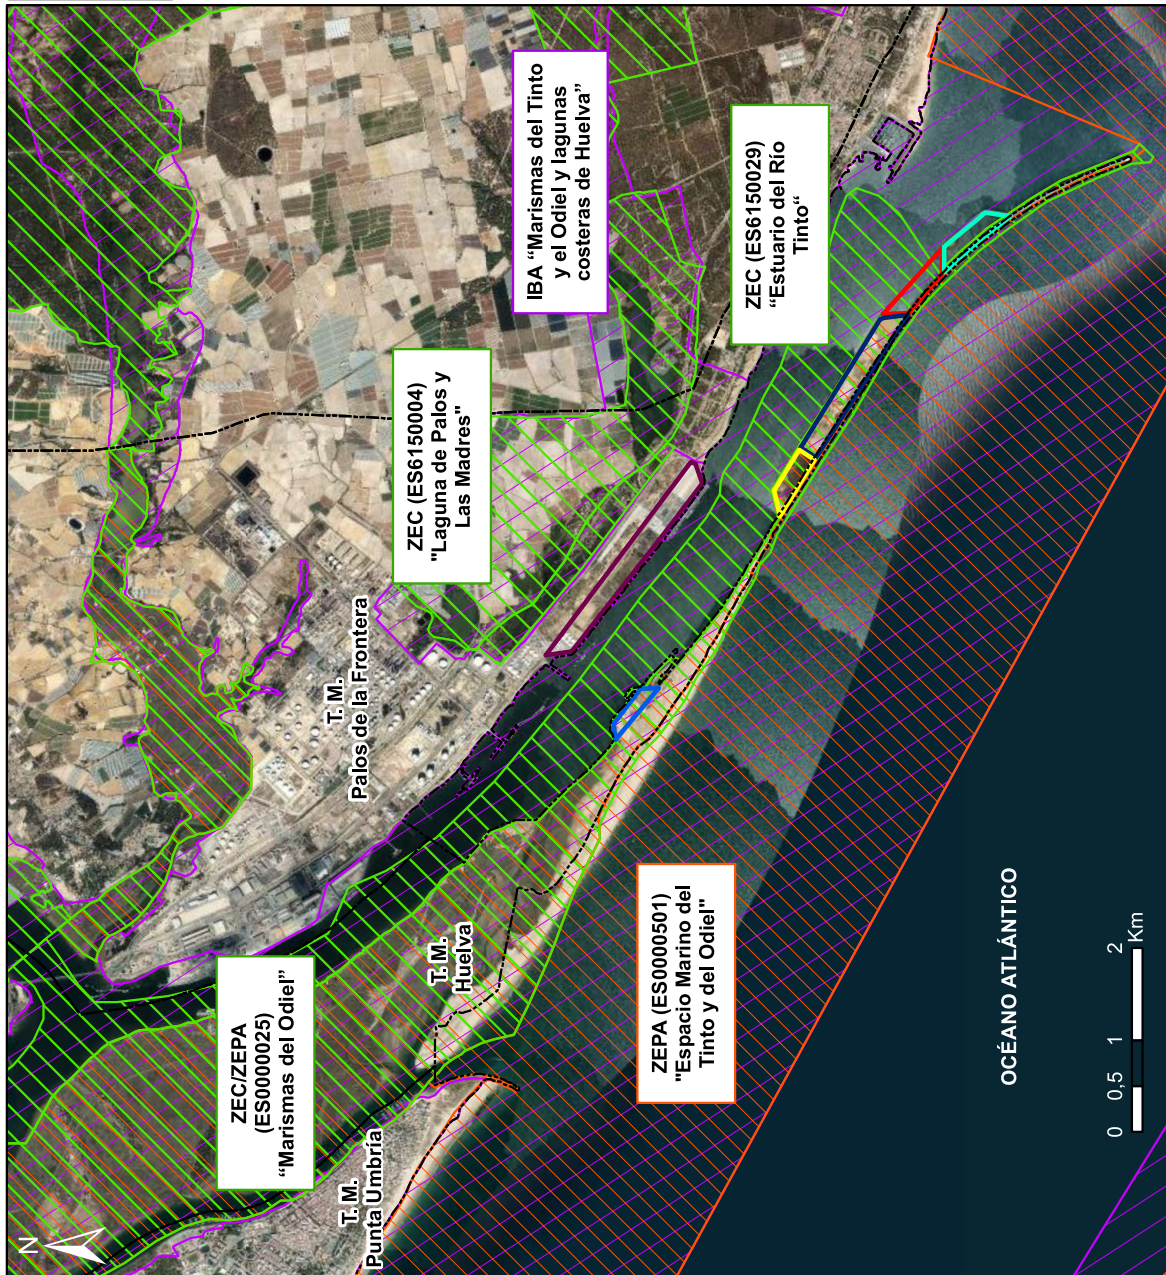 IBA “Marismas del Tinto
y el Odiel y lagunas
costeras de Huelva”
ZEC (ES6150029)
“Estuario del Río
Tinto“
ZEC (ES6150004)
"Laguna de Palos y
Las Madres"
T. M.
Palos de la Frontera
T. M.
Huelva
ZEC/ZEPA
(ES0000025)
“Marismas del Odiel”
ZEPA (ES0000501)
"Espacio Marino del
Tinto y del Odiel"
T. M.
Punta Umbría
OCÉANO ATLÁNTICO
0 0,5 1 2
Km
N